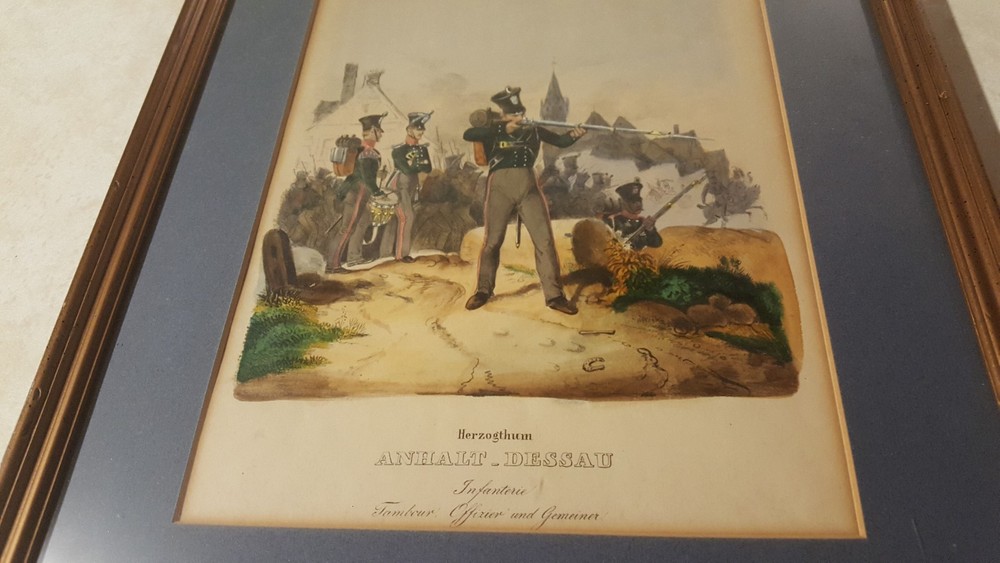 Herzogthum
ANHALT-DESSAU
Infanterie
Tambour. Offizier und Gemeiner.